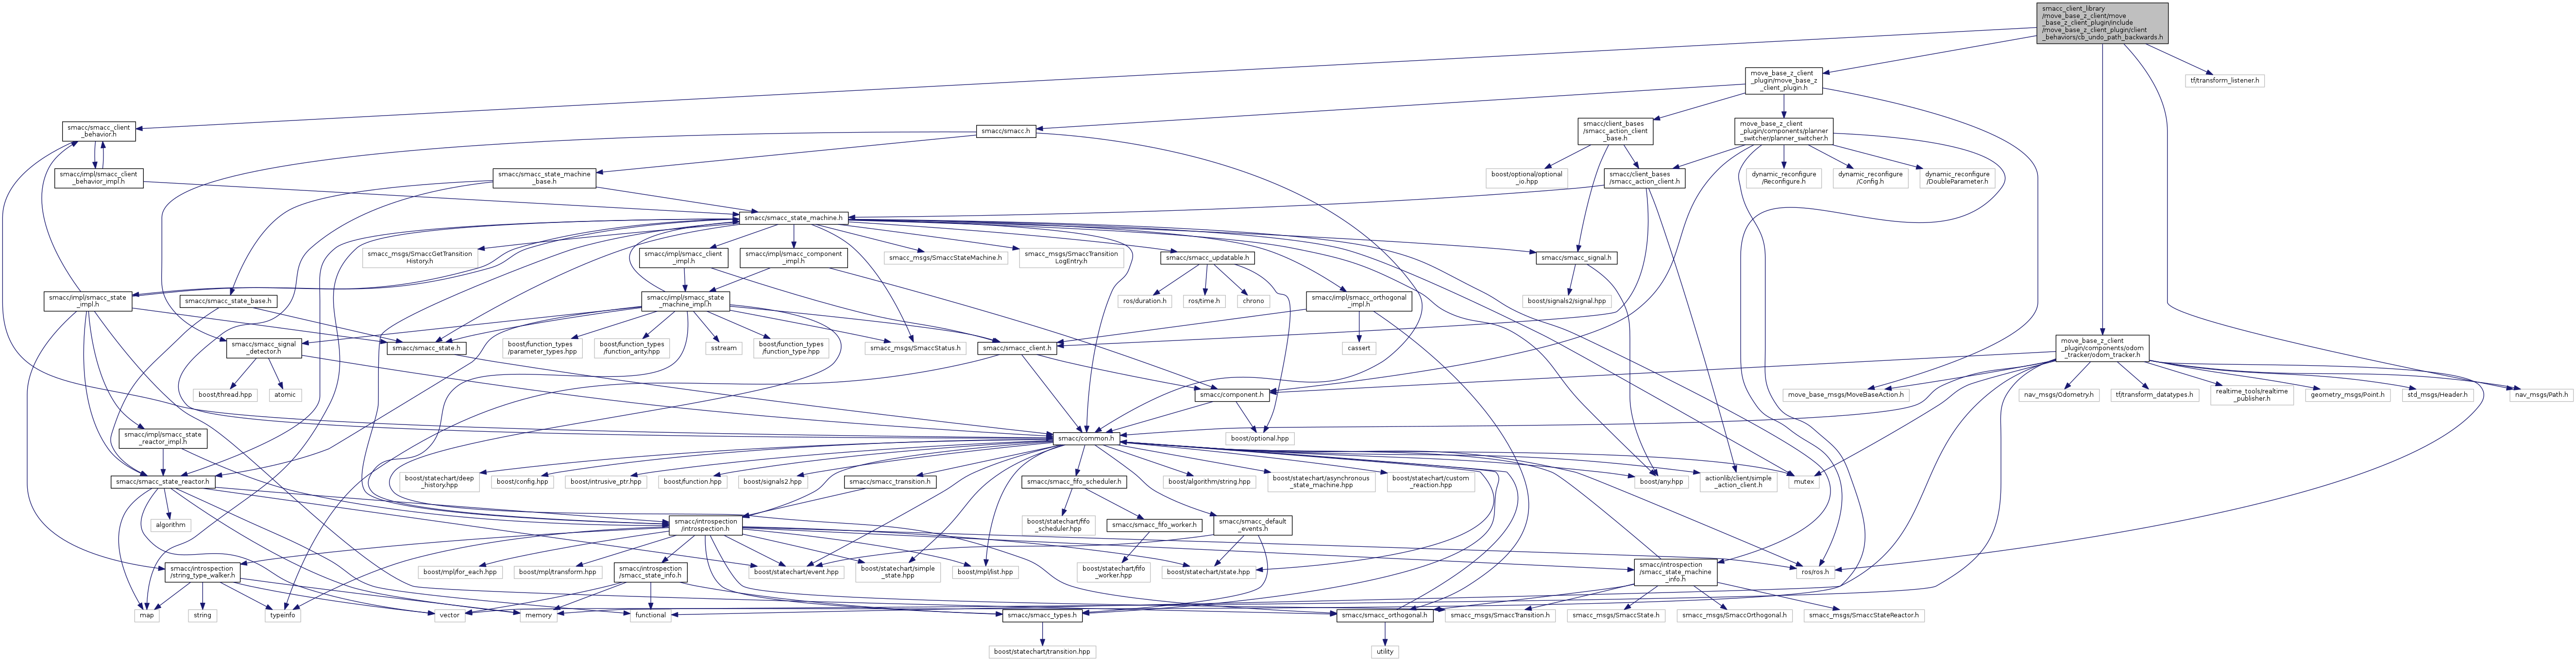 smacc_client_library
/move_base_z_client/move
_base_z_client_plugin/include
/move_base_z_client_plugin/client
_behaviors/cb_undo_path_backwards.h
move_base_z_client
_plugin/move_base_z
_client_plugin.h
tf/transform_listener.h
smacc/smacc_client
_behavior.h
smacc/smacc.h
smacc/client_bases
/smacc_action_client
_base.h
move_base_z_client
_plugin/components/planner
_switcher/planner_switcher.h
smacc/impl/smacc_client
_behavior_impl.h
smacc/smacc_state_machine
_base.h
boost/optional/optional
_io.hpp
smacc/client_bases
/smacc_action_client.h
dynamic_reconfigure
/Reconfigure.h
dynamic_reconfigure
/Config.h
dynamic_reconfigure
/DoubleParameter.h
smacc/smacc_state_machine.h
smacc_msgs/SmaccGetTransition
History.h
smacc/impl/smacc_client
_impl.h
smacc/impl/smacc_component
_impl.h
smacc_msgs/SmaccStateMachine.h
smacc_msgs/SmaccTransition
LogEntry.h
smacc/smacc_updatable.h
smacc/smacc_signal.h
smacc/impl/smacc_state
_impl.h
smacc/smacc_state_base.h
smacc/impl/smacc_state
_machine_impl.h
ros/duration.h
ros/time.h
chrono
smacc/impl/smacc_orthogonal
_impl.h
boost/signals2/signal.hpp
smacc/smacc_signal
_detector.h
smacc/smacc_state.h
boost/function_types
/parameter_types.hpp
boost/function_types
/function_arity.hpp
sstream
boost/function_types
/function_type.hpp
smacc_msgs/SmaccStatus.h
smacc/smacc_client.h
cassert
move_base_z_client
_plugin/components/odom
_tracker/odom_tracker.h
boost/thread.hpp
atomic
smacc/component.h
move_base_msgs/MoveBaseAction.h
nav_msgs/Odometry.h
tf/transform_datatypes.h
realtime_tools/realtime
_publisher.h
geometry_msgs/Point.h
std_msgs/Header.h
nav_msgs/Path.h
smacc/impl/smacc_state
_reactor_impl.h
smacc/common.h
boost/optional.hpp
smacc/smacc_state_reactor.h
boost/statechart/deep
_history.hpp
boost/config.hpp
boost/intrusive_ptr.hpp
boost/function.hpp
boost/signals2.hpp
smacc/smacc_transition.h
smacc/smacc_fifo_scheduler.h
boost/algorithm/string.hpp
boost/statechart/asynchronous
_state_machine.hpp
boost/statechart/custom
_reaction.hpp
boost/any.hpp
actionlib/client/simple
_action_client.h
mutex
algorithm
smacc/introspection
/introspection.h
boost/statechart/fifo
_scheduler.hpp
smacc/smacc_fifo_worker.h
smacc/smacc_default
_events.h
smacc/introspection
/string_type_walker.h
boost/mpl/for_each.hpp
boost/mpl/transform.hpp
smacc/introspection
/smacc_state_info.h
boost/statechart/event.hpp
boost/statechart/simple
_state.hpp
boost/mpl/list.hpp
boost/statechart/fifo
_worker.hpp
boost/statechart/state.hpp
smacc/introspection
/smacc_state_machine
_info.h
ros/ros.h
map
string
typeinfo
vector
memory
functional
smacc/smacc_types.h
smacc/smacc_orthogonal.h
smacc_msgs/SmaccTransition.h
smacc_msgs/SmaccState.h
smacc_msgs/SmaccOrthogonal.h
smacc_msgs/SmaccStateReactor.h
boost/statechart/transition.hpp
utility